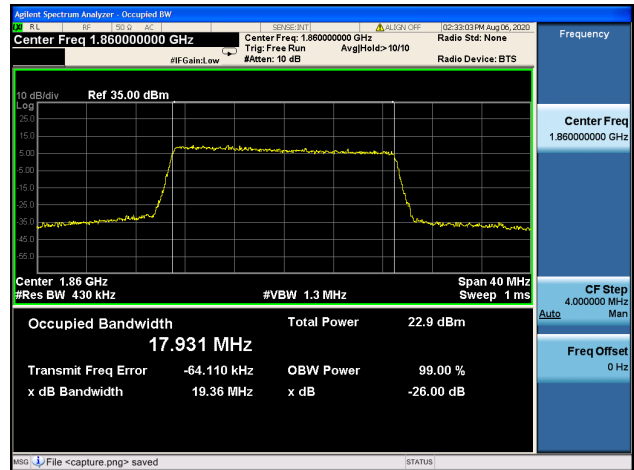 Agilent Spectrum Analyzer - Occupied BW
RL RF 50 Ω AC SENSE:INT ALIGN OFF 02:33:03 PM Aug 06, 2020
Center Freq 1.860000000 GHz
Center Freq: 1.860000000 GHz
Radio Std: None
Trig: Free Run Avg|Hold:>10/10
#IFGain:Low
#Atten: 10 dB
Radio Device: BTS
10 dB/div Ref 35.00 dBm
Log
25.0
15.0
5.00
-5.00
-15.0
-25.0
-35.0
-45.0
-55.0
Center 1.86 GHz
Span 40 MHz
#Res BW 430 kHz
#VBW 1.3 MHz
Sweep 1 ms
Occupied Bandwidth
Total Power 22.9 dBm
17.931 MHz
Transmit Freq Error -64.110 kHz
OBW Power 99.00 %
x dB Bandwidth 19.36 MHz
x dB -26.00 dB
Frequency
Center Freq
1.860000000 GHz
CF Step
4.000000 MHz
Auto Man
Freq Offset
0 Hz
MSG File <capture.png> saved
STATUS